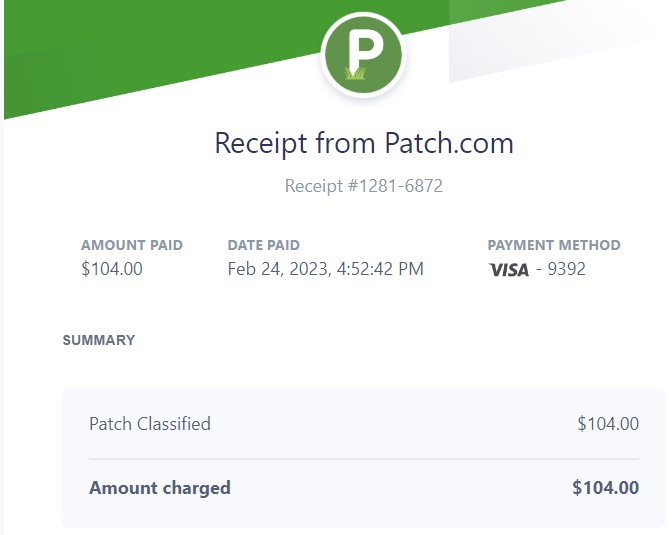 P
Receipt from Patch.com
Receipt #1281-6872
AMOUNT PAID DATE PAID PAYMENT METHOD
$104.00 Feb 24, 2023, 4:52:42 PM VISA - 9392
SUMMARY
Patch Classified $104.00
Amount charged $104.00